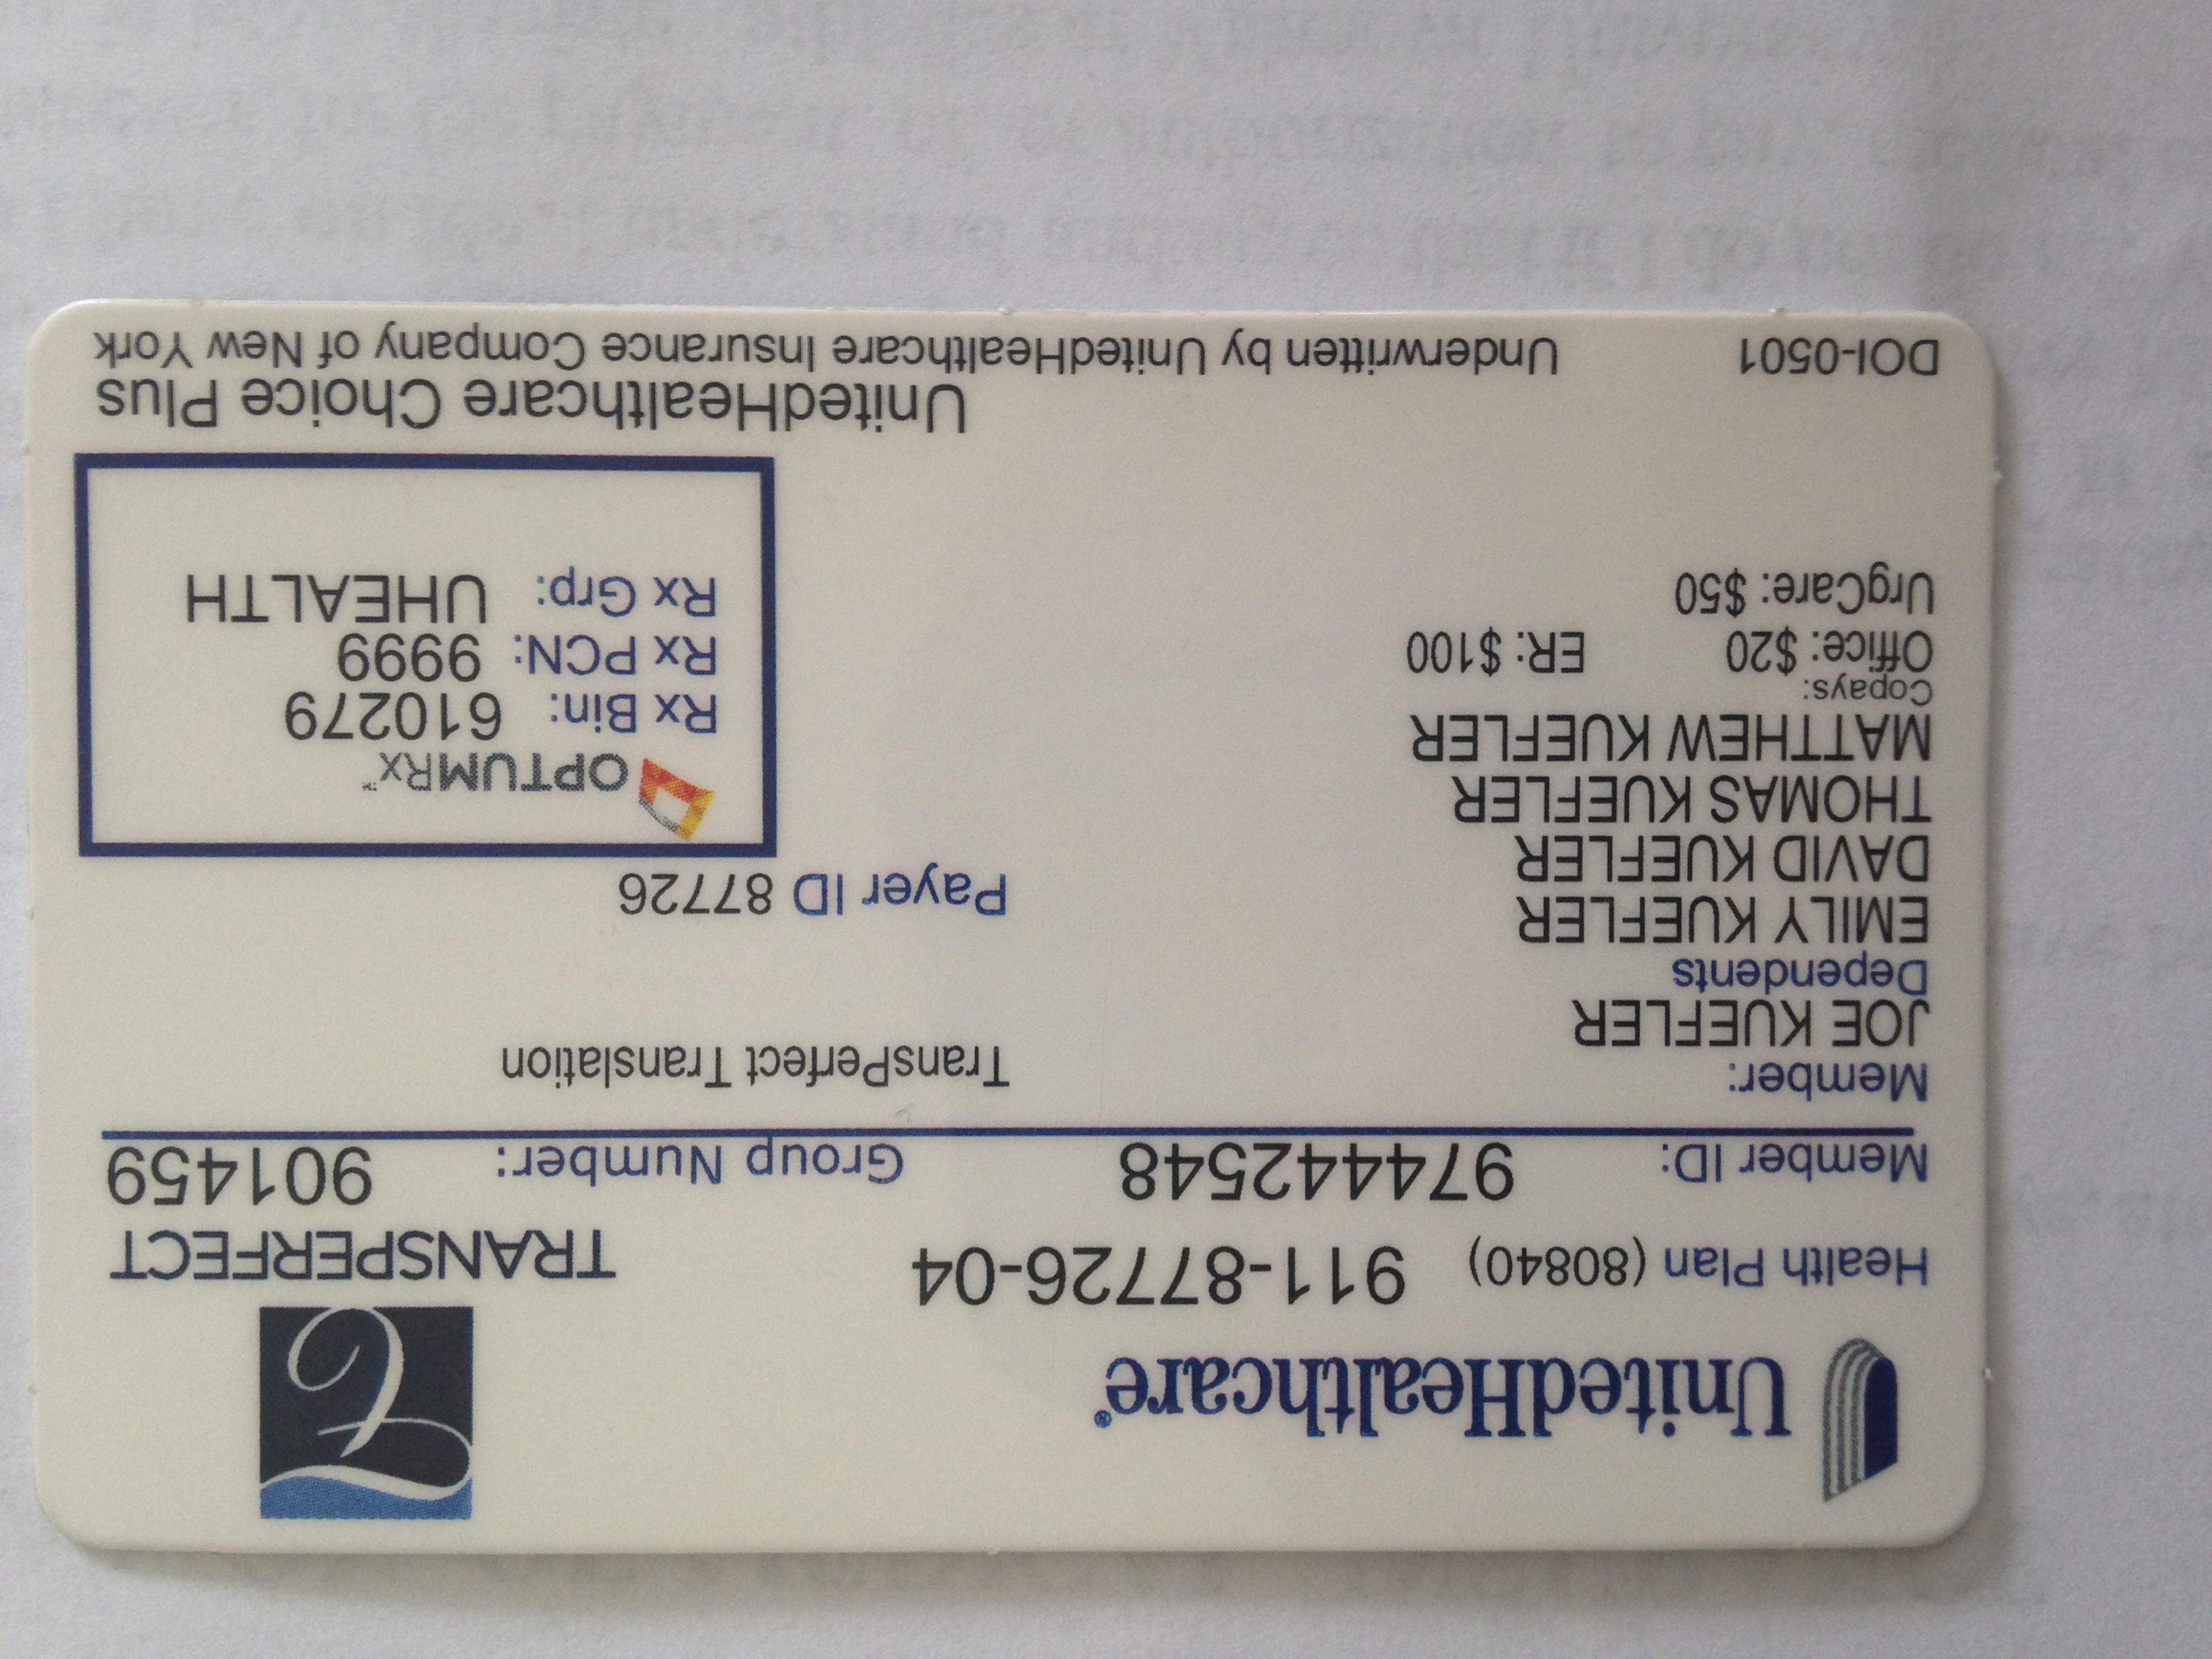 UnitedHealthcare®
Health Plan (80840) 911-87726-04
TRANSPERFECT
Member ID: 974442548 Group Number: 901459
Member:
JOE KUEFLER
TransPerfect Translation
Dependents
EMILY KUEFLER
DAVID KUEFLER
THOMAS KUEFLER
MATTHEW KUEFLER
Payer ID 87726
OPTUMRx™
Rx Bin: 610279
Rx PCN: 9999
Rx Grp: UHEALTH
Copays:
Office: $20 ER: $100
UrgCare: $50
UnitedHealthcare Choice Plus
DOI-0501 Underwritten by UnitedHealthcare Insurance Company of New York